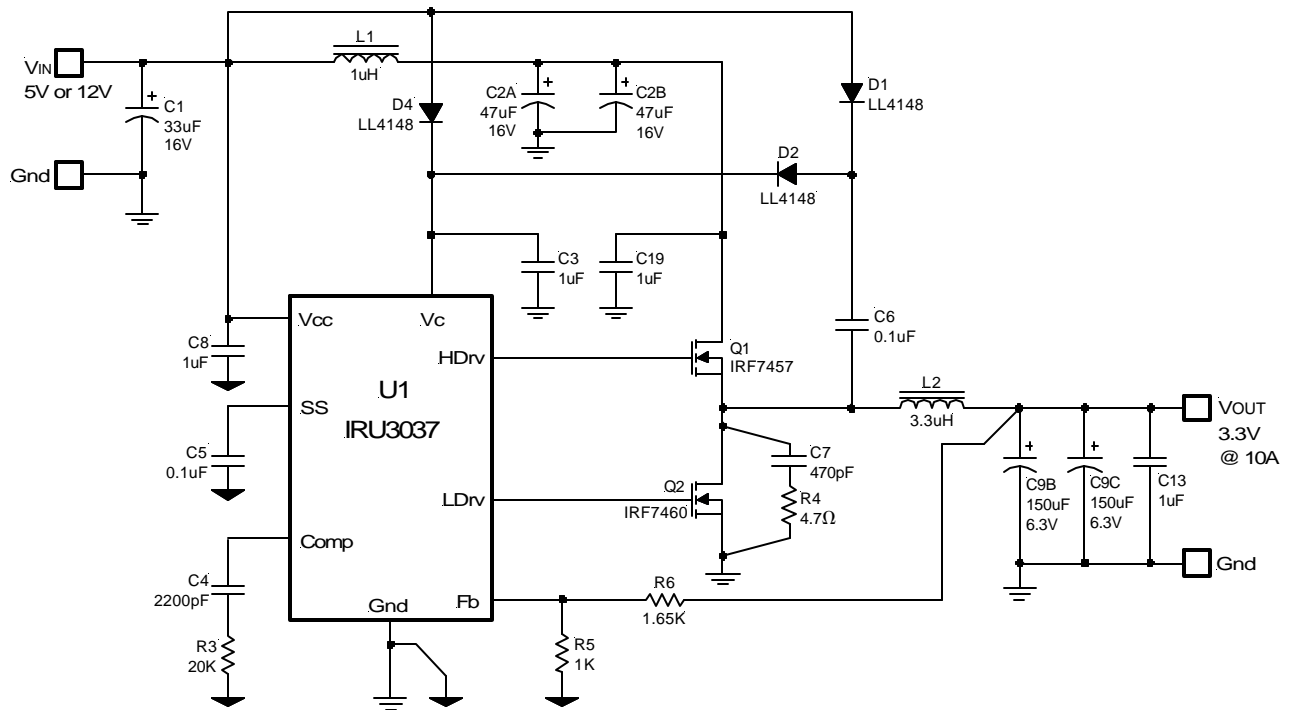 L1
1uH
VIN
5V or 12V
C1
33uF
16V
Gnd
D4
LL4148
C2A
47uF
16V
C2B
47uF
16V
D1
LL4148
D2
LL4148
C3
1uF
C19
1uF
C6
0.1uF
Vcc
Vc
C8
1uF
HDrv
Q1
IRF7457
U1
IRU3037
SS
C5
0.1uF
L2
3.3uH
VOUT
3.3V
@ 10A
C7
470pF
R4
4.7Ω
LDrv
Q2
IRF7460
C9B
150uF
6.3V
C9C
150uF
6.3V
C13
1uF
Comp
C4
2200pF
Gnd
Fb
R6
1.65K
Gnd
R3
20K
R5
1K